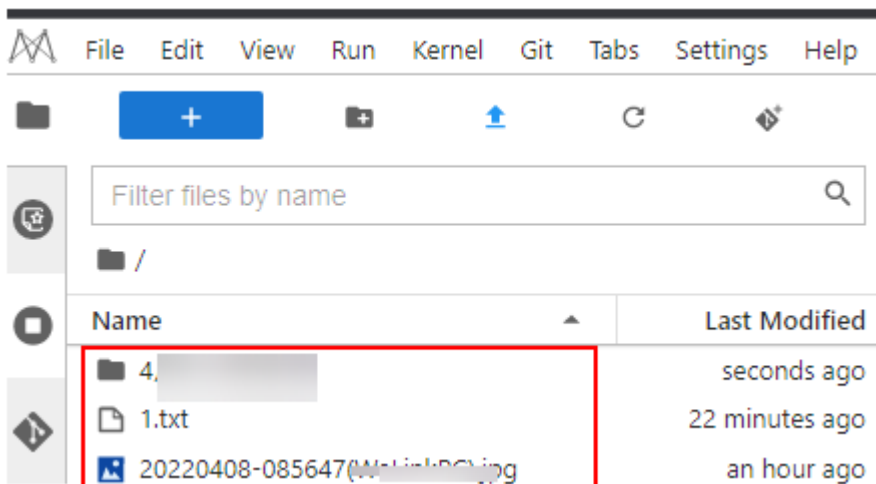 File Edit View Run Kernel Git Tabs Settings Help
+
Filter files by name
/
Name Last Modified
4, seconds ago
1.txt 22 minutes ago
20220408-085647( .jpg an hour ago